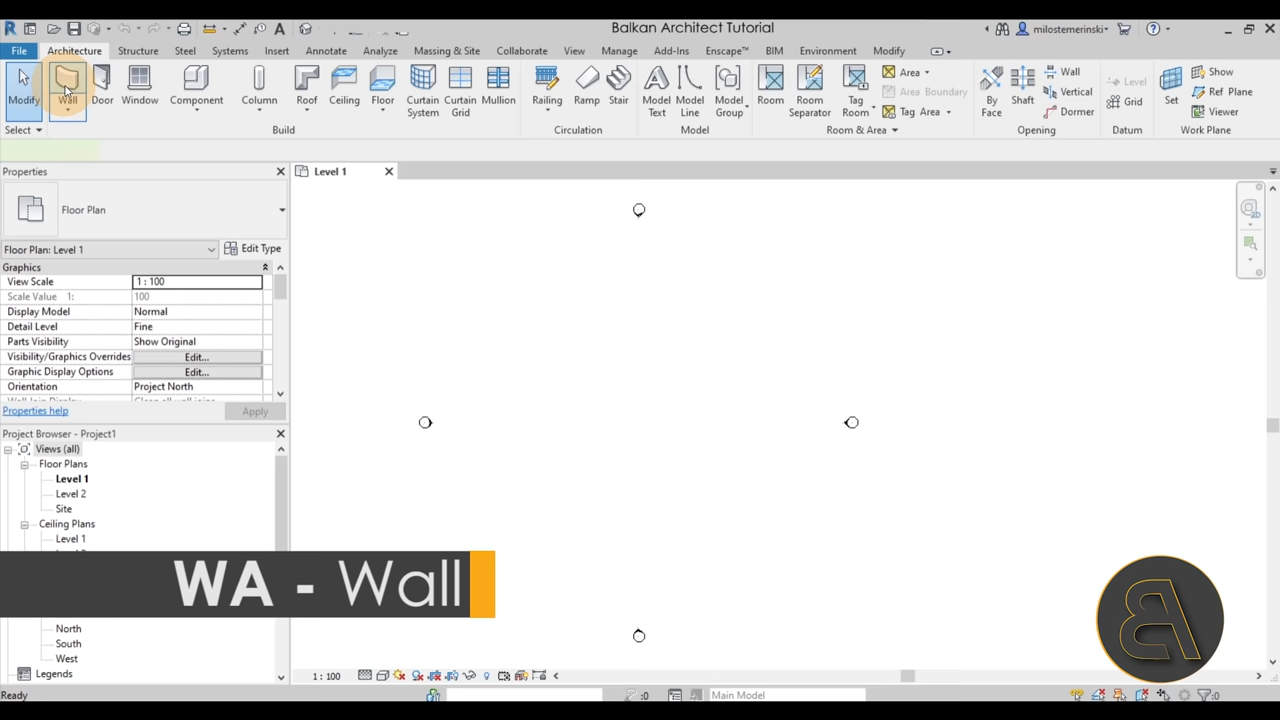 Balkan Architect Tutorial
milostemerinski
File Architecture Structure Steel Systems Insert Annotate Analyze Massing & Site Collaborate View Manage Add-Ins Enscape™ BIM Environment Modify
Modify Wall Door Window Component Column Roof Ceiling Floor Curtain System Curtain Grid Mullion Railing Ramp Stair Model Text Model Line Model Group Room Room Separator Tag Room
Area
Area Boundary
Tag Area
By Face Shaft
Wall
Vertical
Dormer
Level
Grid
Set
Show
Ref Plane
Viewer
Select Build Circulation Model Room & Area Opening Datum Work Plane
Properties
Level 1
Floor Plan
Floor Plan: Level 1 Edit Type
Graphics
View Scale 1 : 100
Scale Value 1: 100
Display Model Normal
Detail Level Fine
Parts Visibility Show Original
Visibility/Graphics Overrides Edit...
Graphic Display Options Edit...
Orientation Project North
Properties help Apply
Project Browser - Project1
Views (all)
Floor Plans
Level 1
Level 2
Site
Ceiling Plans
Level 1
WA - Wall
North
South
West
Legends
1 : 100
Ready
:0
Main Model
:0